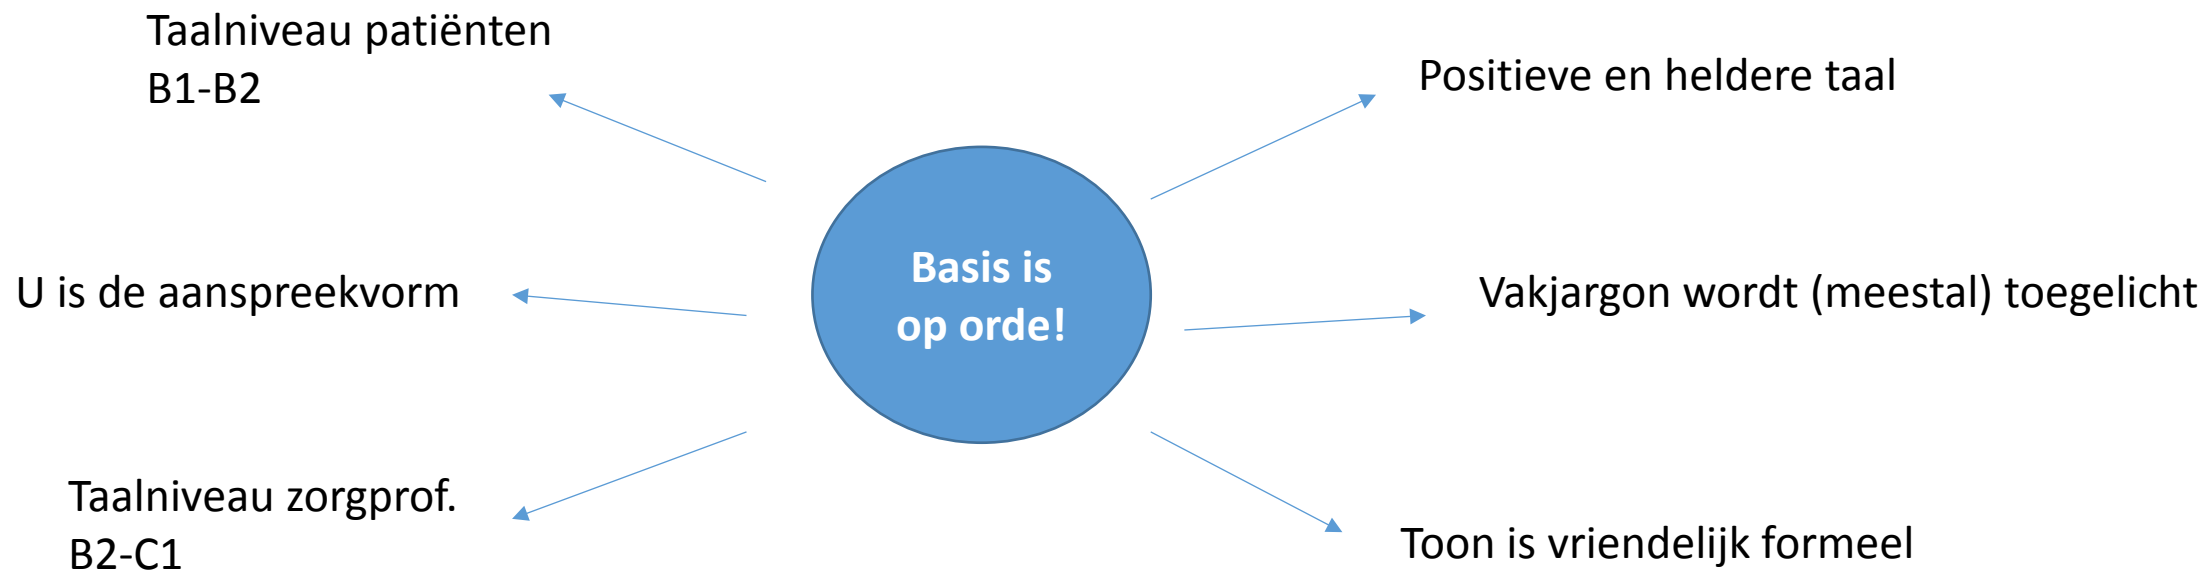 Taalniveau patiënten
B1-B2
Positieve en heldere taal
Basis is
op orde!
U is de aanspreekvorm
Vakjargon wordt (meestal) toegelicht
Taalniveau zorgprof.
B2-C1
Toon is vriendelijk formeel